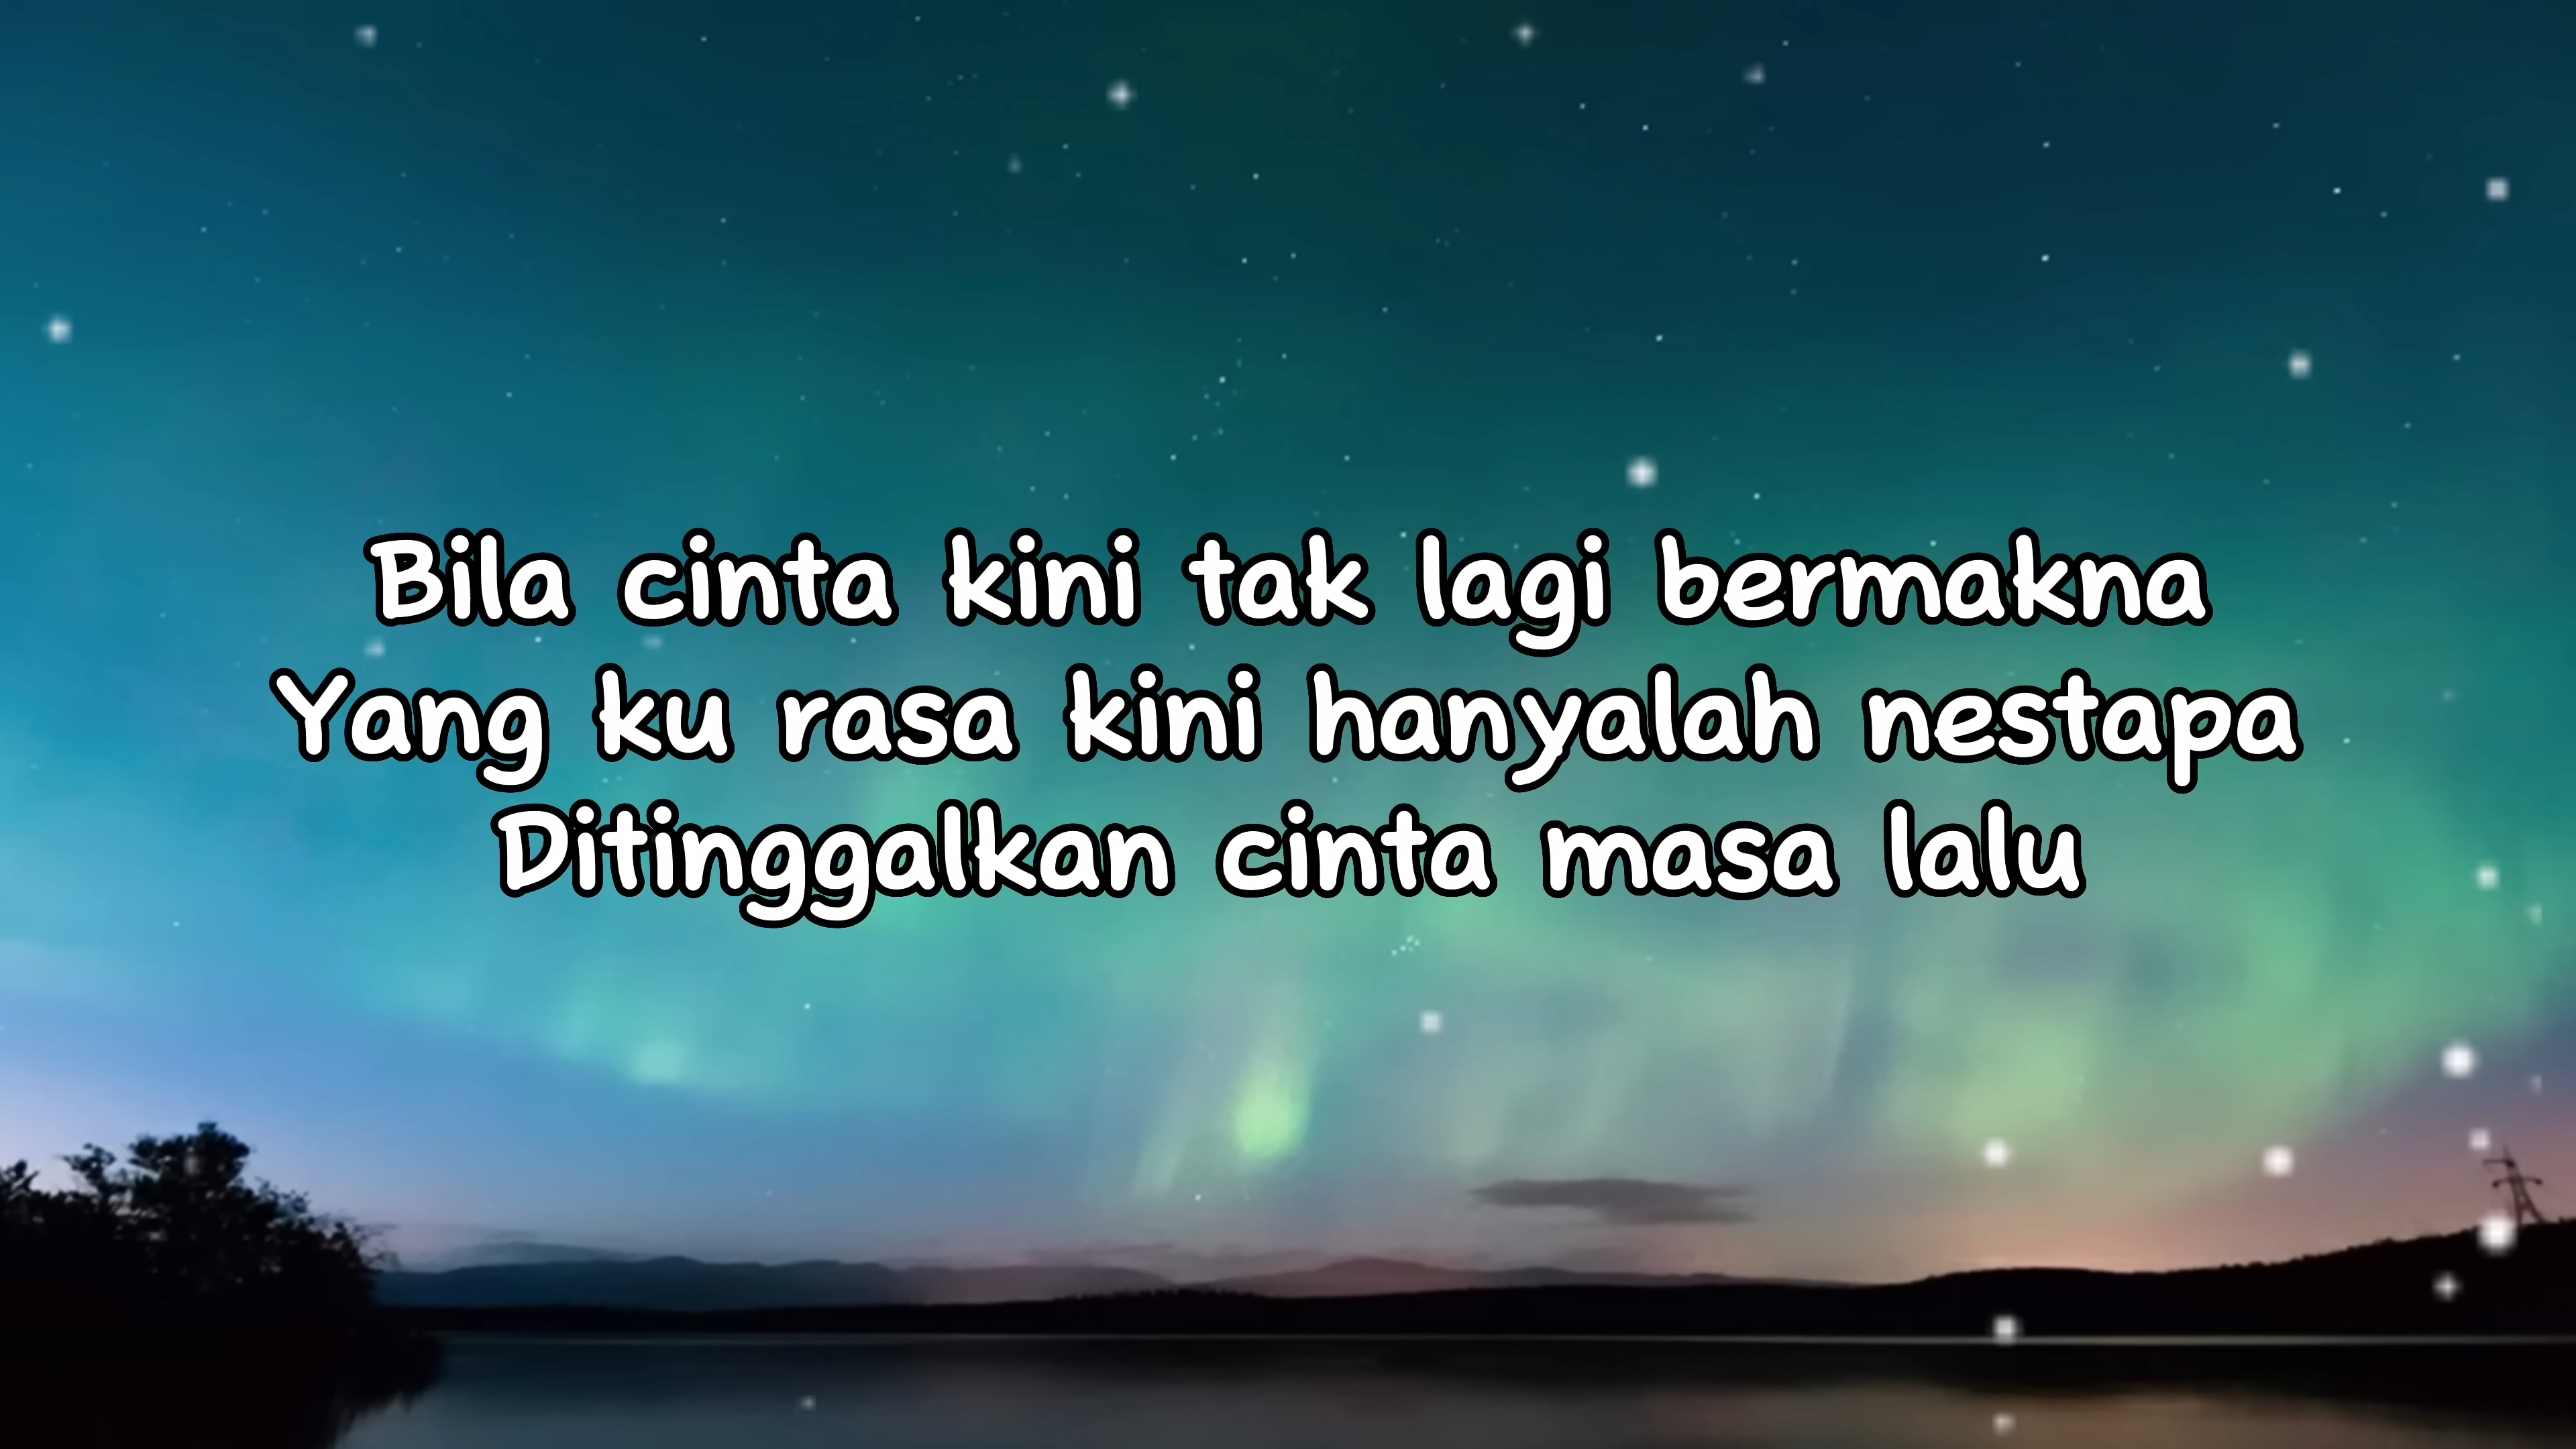 Bila cinta kini tak lagi bermakna
Yang ku rasa kini hanyalah nestapa
Ditinggalkan cinta masa lalu